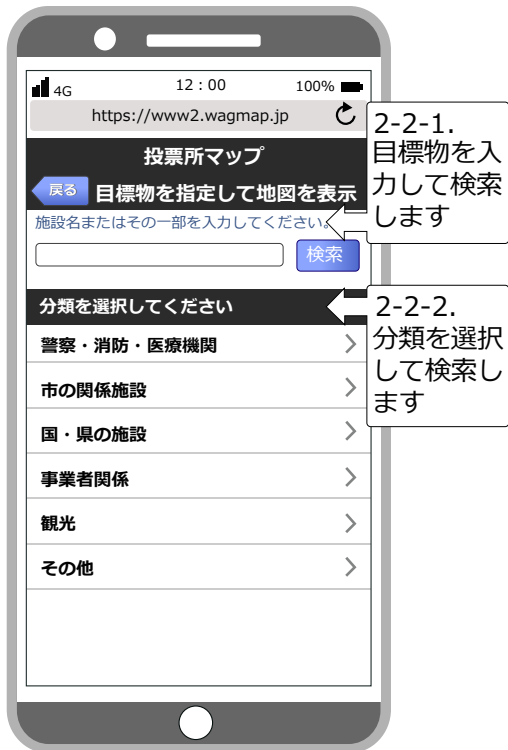 4G 12：00 100%
https://www2.wagmap.jp
投票所マップ
戻る 目標物を指定して地図を表示
施設名またはその一部を入力してください。
検索
分類を選択してください
警察・消防・医療機関
市の関係施設
国・県の施設
事業者関係
観光
その他
2-2-1.
目標物を入
力して検索
します
2-2-2.
分類を選択
して検索し
ます